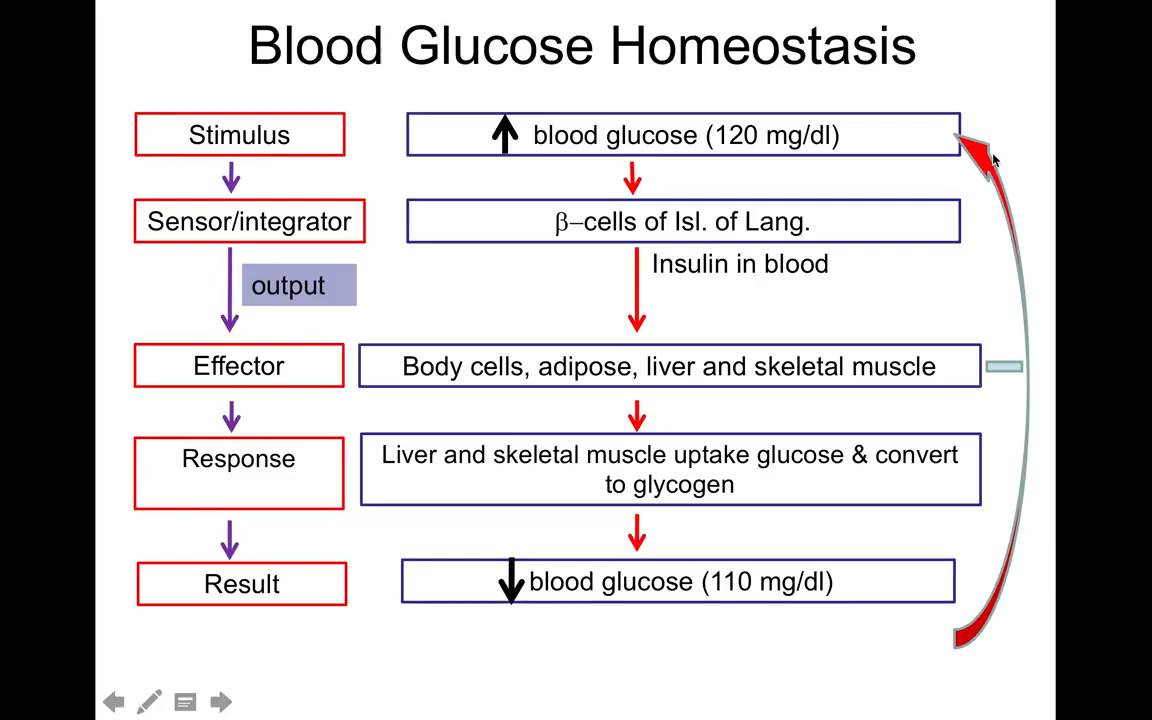 Blood Glucose Homeostasis
Stimulus
blood glucose (120 mg/dl)
Sensor/integrator
β–cells of Isl. of Lang.
output
Insulin in blood
Effector
Body cells, adipose, liver and skeletal muscle
Response
Liver and skeletal muscle uptake glucose & convert
to glycogen
Result
blood glucose (110 mg/dl)